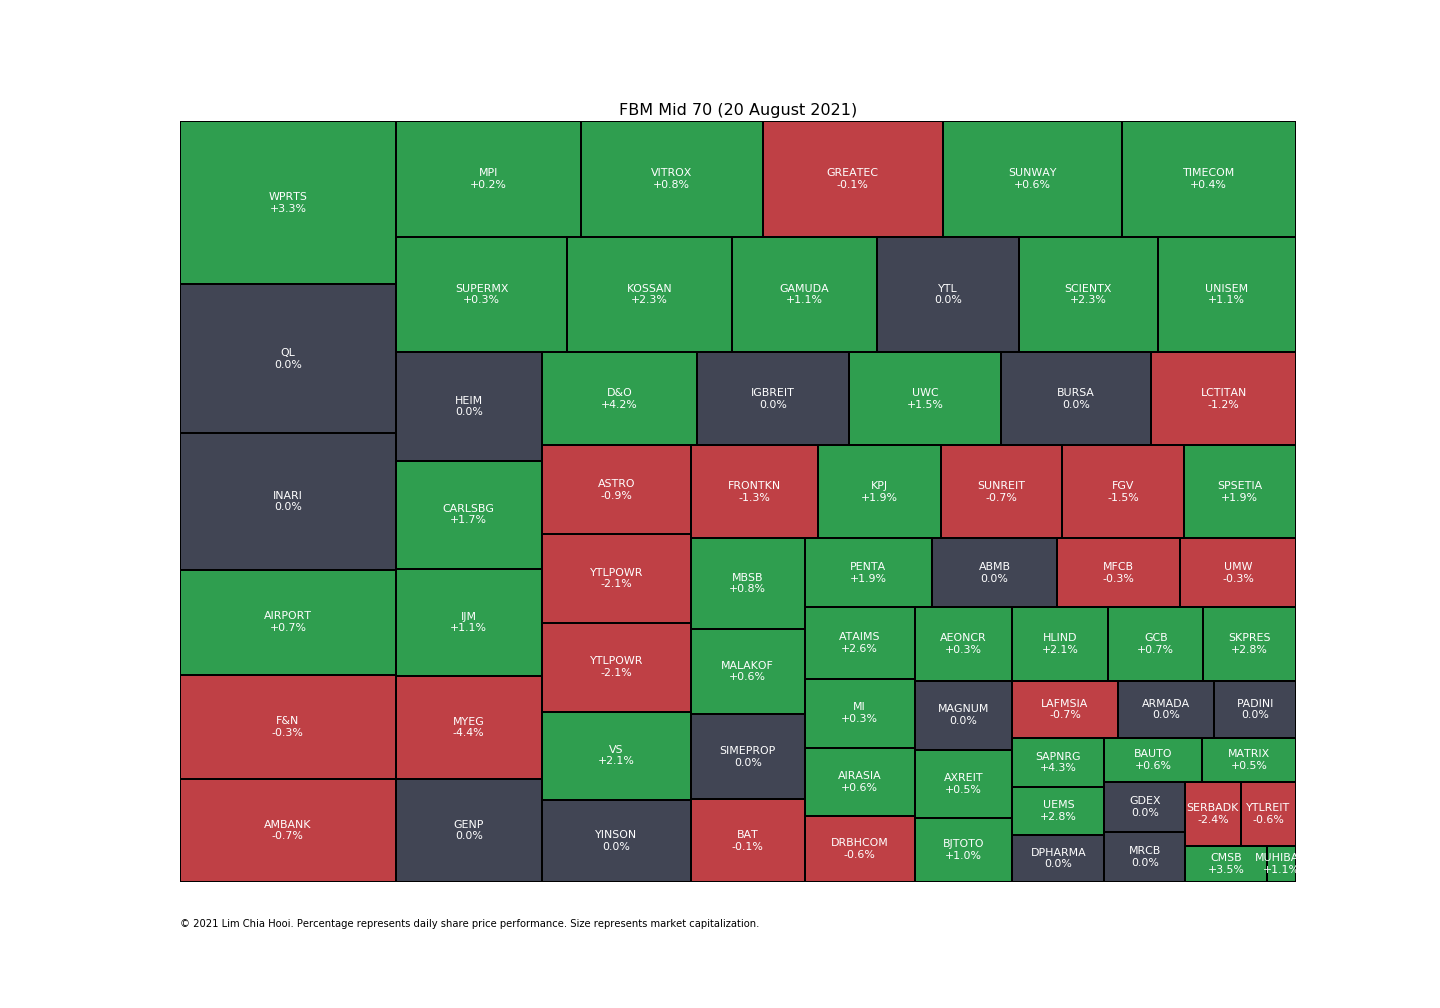 FBM Mid 70 (20 August 2021)
WPRTS
+3.3%
QL
0.0%
INARI
0.0%
AIRPORT
+0.7%
F&N
-0.3%
AMBANK
-0.7%
MPI
+0.2%
VITROX
+0.8%
GREATEC
-0.1%
SUNWAY
+0.6%
TIMECOM
+0.4%
SUPERMX
+0.3%
KOSSAN
+2.3%
GAMUDA
+1.1%
YTL
0.0%
SCIENTX
+2.3%
UNISEM
+1.1%
HEIM
0.0%
CARLSBG
+1.7%
IJM
+1.1%
MYEG
-4.4%
GENP
0.0%
D&O
+4.2%
IGBREIT
0.0%
UWC
+1.5%
BURSA
0.0%
LCTITAN
-1.2%
ASTRO
-0.9%
YTLPOWR
-2.1%
YTLPOWR
-2.1%
VS
+2.1%
YINSON
0.0%
FRONTKN
-1.3%
KPJ
+1.9%
SUNREIT
-0.7%
FGV
-1.5%
SPSETIA
+1.9%
MBSB
+0.8%
MALAKOF
+0.6%
SIMEPROP
0.0%
BAT
-0.1%
PENTA
+1.9%
ABMB
0.0%
MFCB
-0.3%
UMW
-0.3%
ATAIMS
+2.6%
MI
+0.3%
AIRASIA
+0.6%
DRBHCOM
-0.6%
AEONCR
+0.3%
HLIND
+2.1%
GCB
+0.7%
SKPRES
+2.8%
MAGNUM
0.0%
AXREIT
+0.5%
BJTOTO
+1.0%
LAFMSIA
-0.7%
ARMADA
0.0%
PADINI
0.0%
SAPNRG
+4.3%
UEMS
+2.8%
DPHARMA
0.0%
BAUTO
+0.6%
MATRIX
+0.5%
GDEX
0.0%
MRCB
0.0%
SERBADK
-2.4%
YTLREIT
-0.6%
CMSB
+3.5%
MUHIBA
+1.1%
© 2021 Lim Chia Hooi. Percentage represents daily share price performance. Size represents market capitalization.